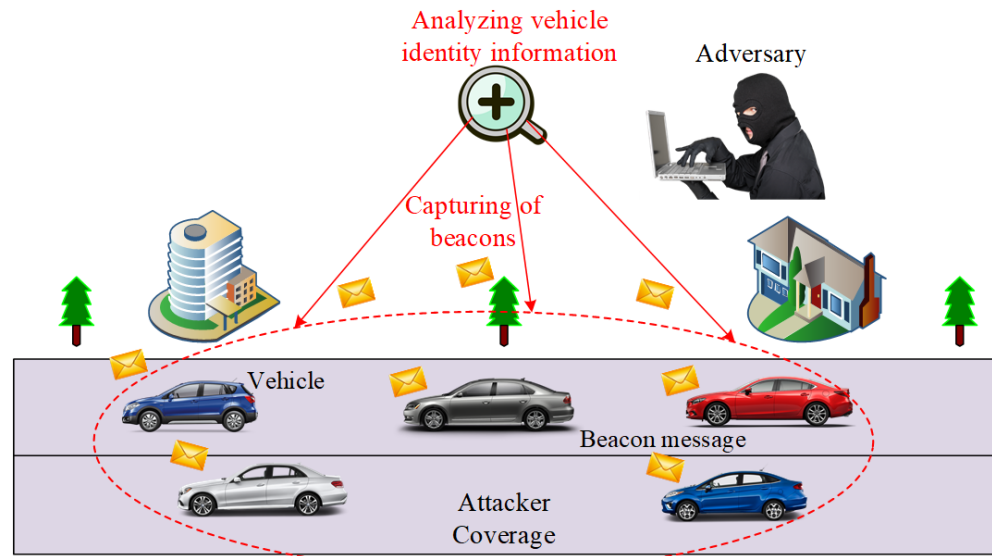 Analyzing vehicle
identity information
Adversary
Capturing of
beacons
Vehicle
Beacon message
Attacker
Coverage